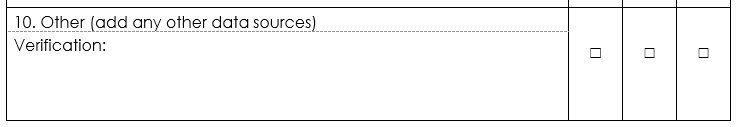 10. Other (add any other data sources)
Verification: ☐ ☐ ☐